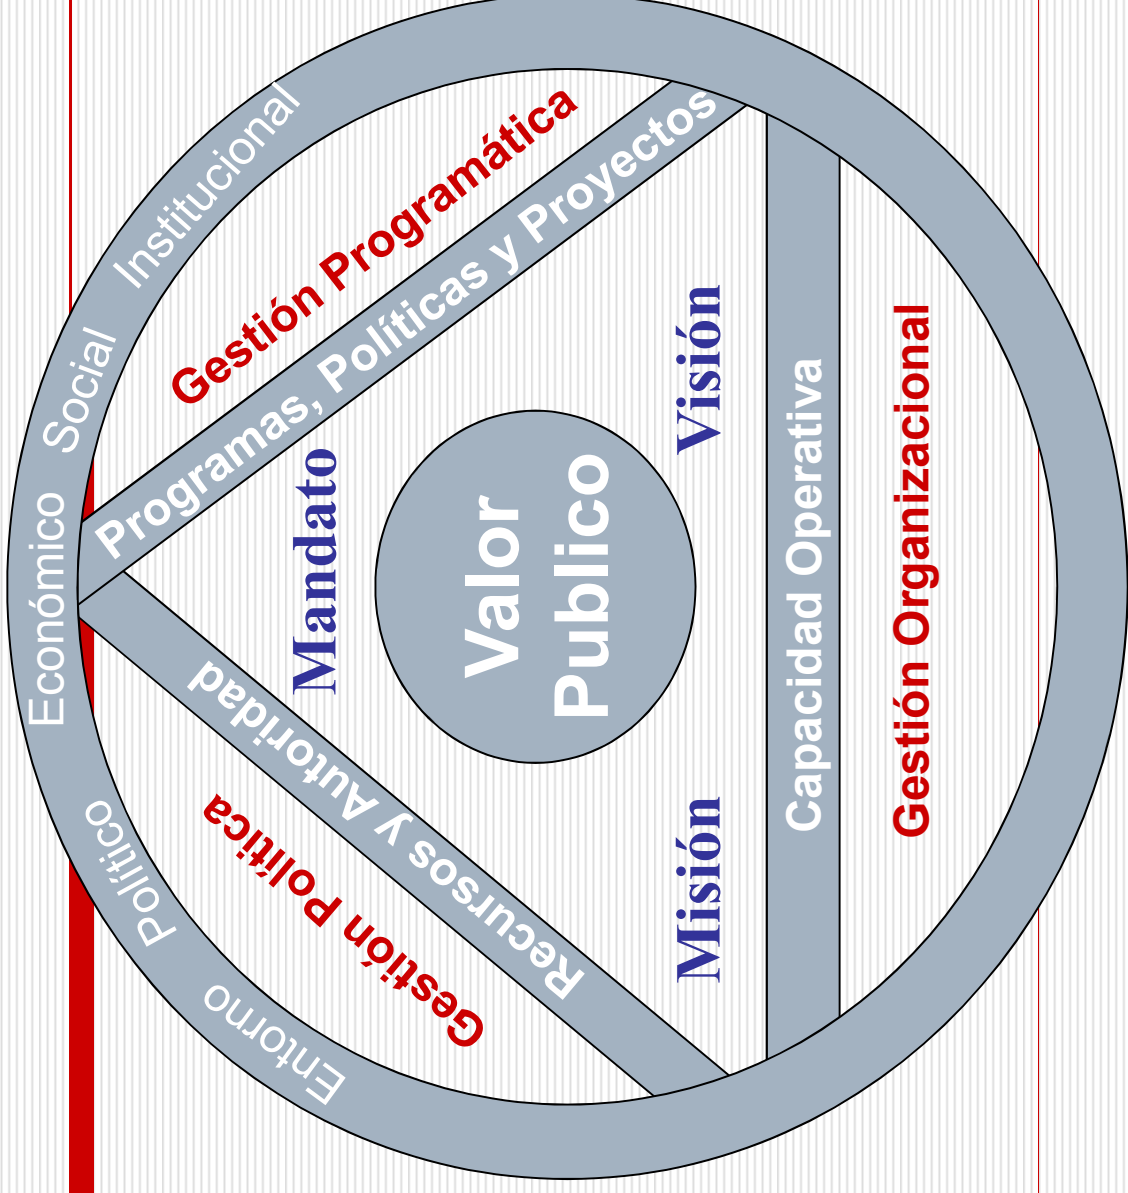 Entorno
Político
Económico
Social
Institucional
Gestión Política
Recursos y Autoridad
Gestión Programática
Programas, Políticas y Proyectos
Mandato
Valor
Publico
Misión
Visión
Capacidad Operativa
Gestión Organizacional